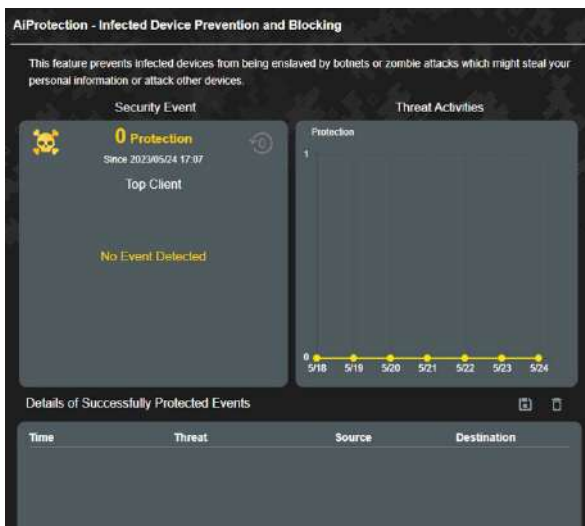 AiProtection - Infected Device Prevention and Blocking
This feature prevents infected devices from being enslaved by botnets or zombie attacks which might steal your
personal information or attack other devices.
Security Event
0 Protection
Since 2023/05/24 17:07
Top Client
No Event Detected
Threat Activities
Protection
1
0
5/18 5/19 5/20 5/21 5/22 5/23 5/24
Details of Successfully Protected Events
Time Threat Source Destination